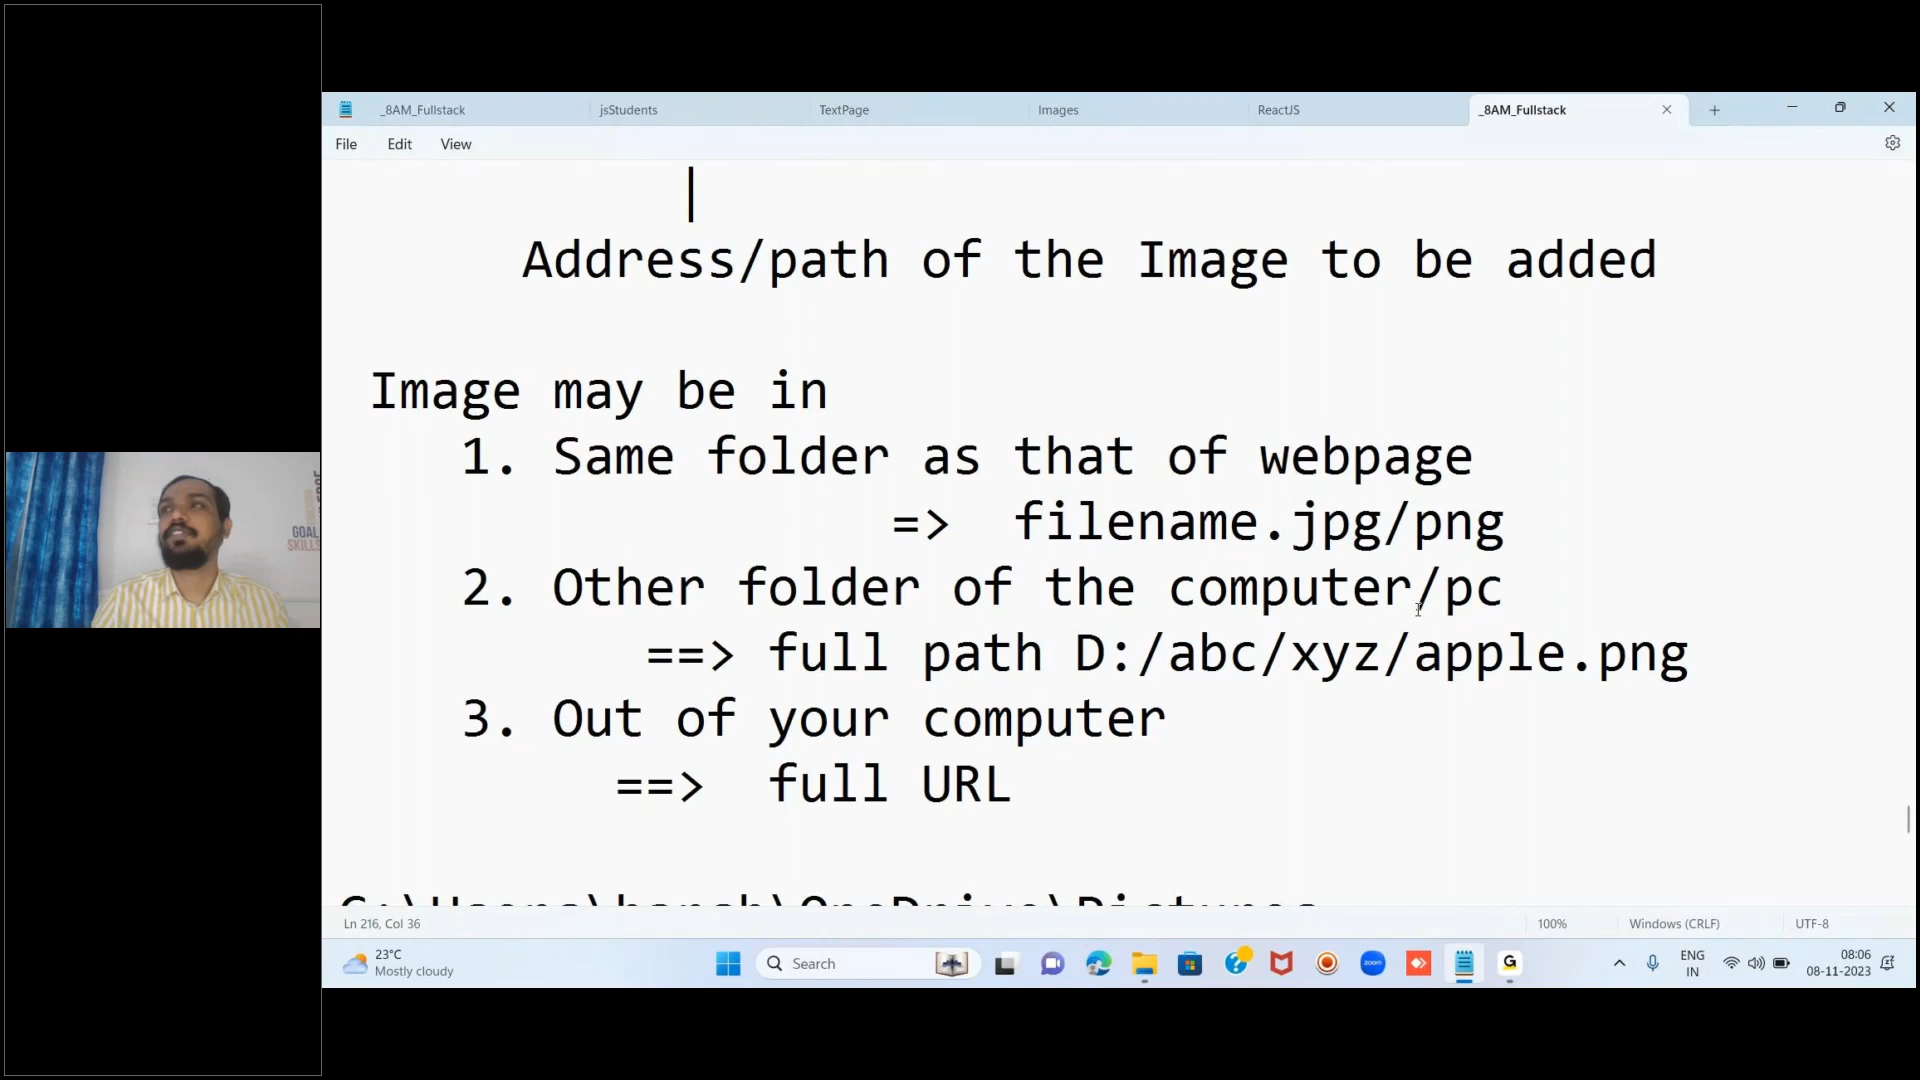 _8AM_Fullstack jsStudents TextPage Images ReactJS _8AM_Fullstack
File Edit View
|
Address/path of the Image to be added
Image may be in
1. Same folder as that of webpage
=> filename.jpg/png
2. Other folder of the computer/pc
==> full path D:/abc/xyz/apple.png
3. Out of your computer
==> full URL
GOAL
SKILLS
Ln 216, Col 36 100% Windows (CRLF) UTF-8
23°C
Mostly cloudy
Search
zoom
G
ENG
IN
08:06
08-11-2023